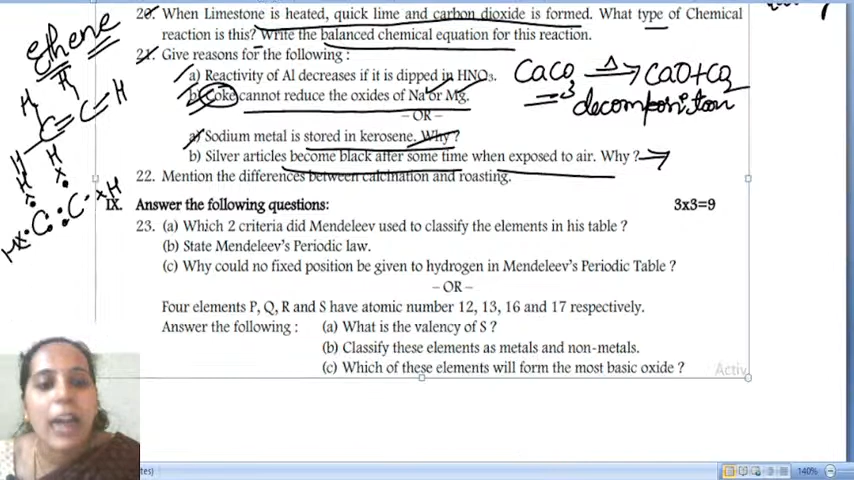 20. When Limestone is heated, quick lime and carbon dioxide is formed. What type of Chemical
reaction is this? Write the balanced chemical equation for this reaction.
21. Give reasons for the following :
a) Reactivity of Al decreases if it is dipped in HNO3.
b) Coke cannot reduce the oxides of Na or Mg.
– OR –
a) Sodium metal is stored in kerosene. Why ?
b) Silver articles become black after some time when exposed to air. Why ?
22. Mention the differences between calcination and roasting.
IX. Answer the following questions: 3x3=9
23. (a) Which 2 criteria did Mendeleev used to classify the elements in his table ?
(b) State Mendeleev's Periodic law.
(c) Why could no fixed position be given to hydrogen in Mendeleev's Periodic Table ?
– OR –
Four elements P, Q, R and S have atomic number 12, 13, 16 and 17 respectively.
Answer the following : (a) What is the valency of S ?
(b) Classify these elements as metals and non-metals.
(c) Which of these elements will form the most basic oxide ?
Ethene
H H
C = C H
H
H H
H x C : : C x H
CaCO3 Δ→ CaO+CO2
decomposition
Activ
tes)
140%